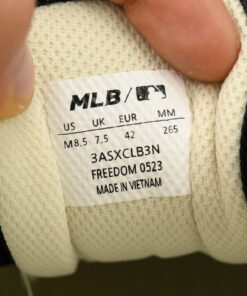 MLB/
US UK EUR MM
M8.5 7.5 42 265
3ASXCLB3N
FREEDOM 0523
MADE IN VIETNAM